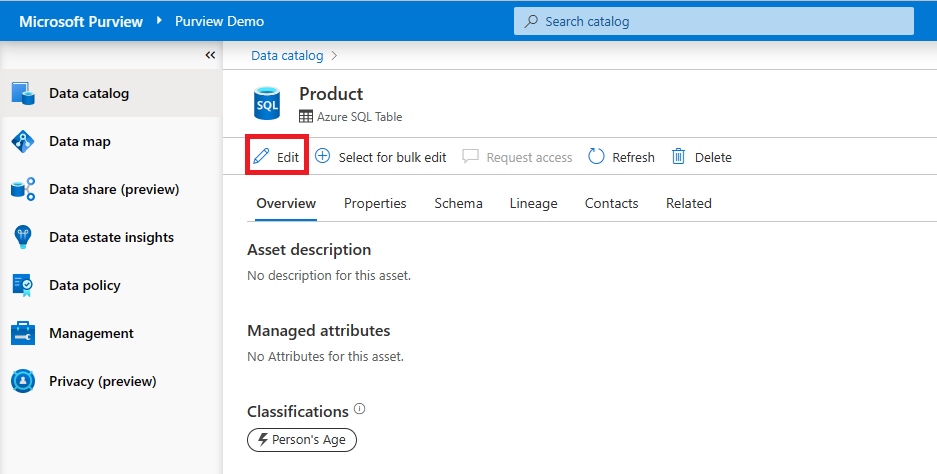 Microsoft Purview Purview Demo Search catalog
Data catalog
Data map
Data share (preview)
Data estate insights
Data policy
Management
Privacy (preview)
Data catalog
SQL
Product
Azure SQL Table
Edit Select for bulk edit Request access Refresh Delete
Overview Properties Schema Lineage Contacts Related
Asset description
No description for this asset.
Managed attributes
No Attributes for this asset.
Classifications
Person's Age